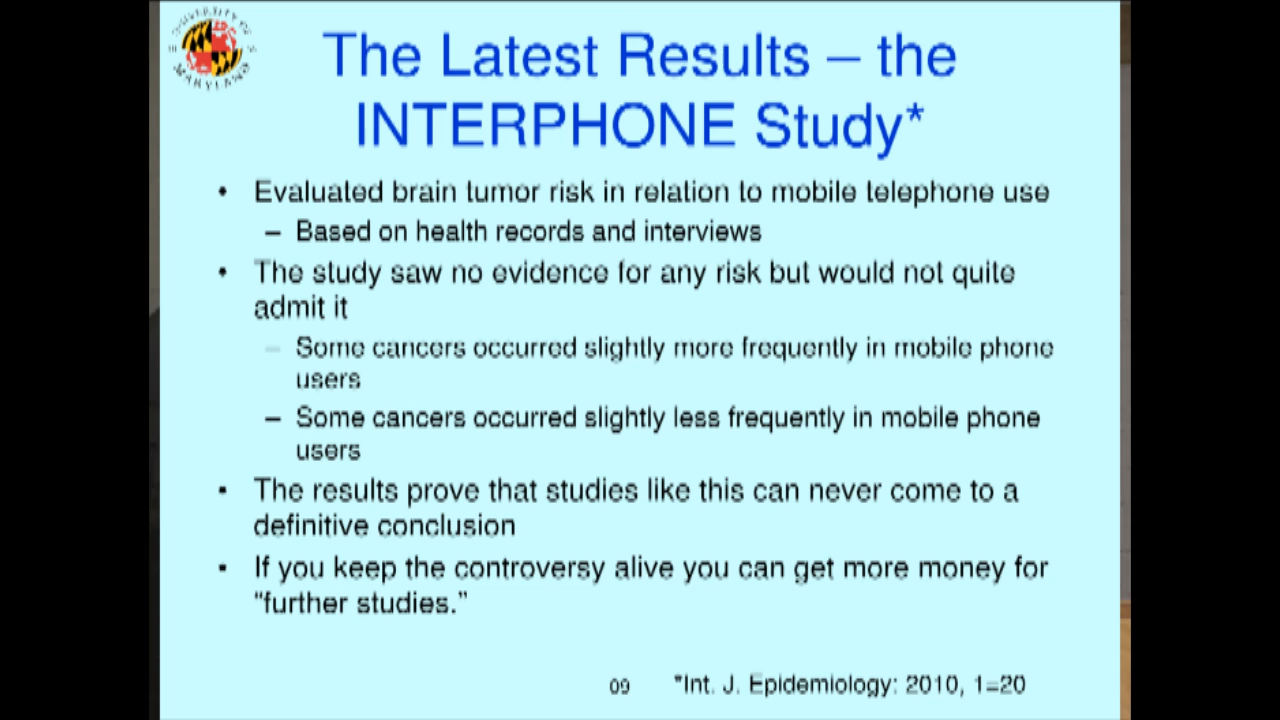 UNIVERSITY OF
MARYLAND
The Latest Results – the
INTERPHONE Study*
• Evaluated brain tumor risk in relation to mobile telephone use
– Based on health records and interviews
• The study saw no evidence for any risk but would not quite
admit it
– Some cancers occurred slightly more frequently in mobile phone
users
– Some cancers occurred slightly less frequently in mobile phone
users
• The results prove that studies like this can never come to a
definitive conclusion
• If you keep the controversy alive you can get more money for
“further studies.”
09 *Int. J. Epidemiology: 2010, 1=20